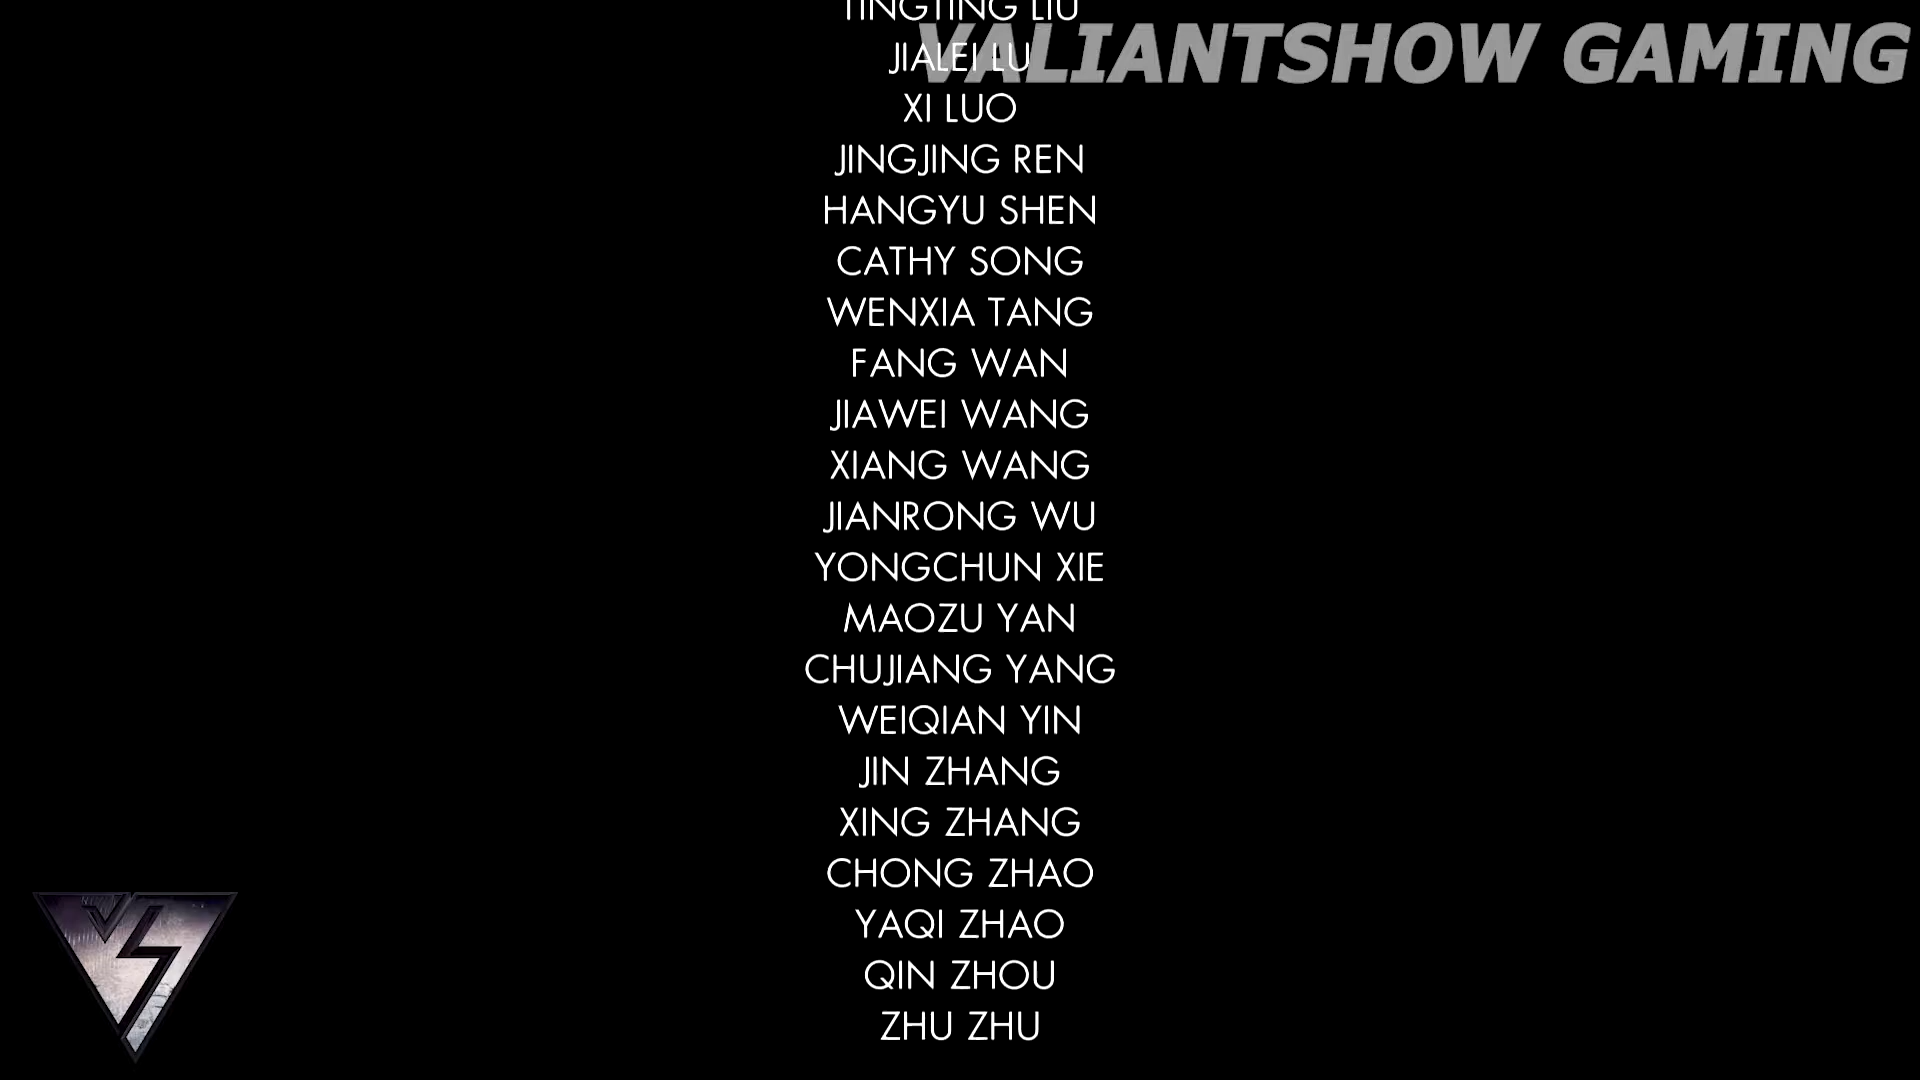 TINGTING LIU
VALIANTSHOW GAMING
JIALEI LU
XI LUO
JINGJING REN
HANGYU SHEN
CATHY SONG
WENXIA TANG
FANG WAN
JIAWEI WANG
XIANG WANG
JIANRONG WU
YONGCHUN XIE
MAOZU YAN
CHUJIANG YANG
WEIQIAN YIN
JIN ZHANG
XING ZHANG
CHONG ZHAO
YAQI ZHAO
QIN ZHOU
ZHU ZHU